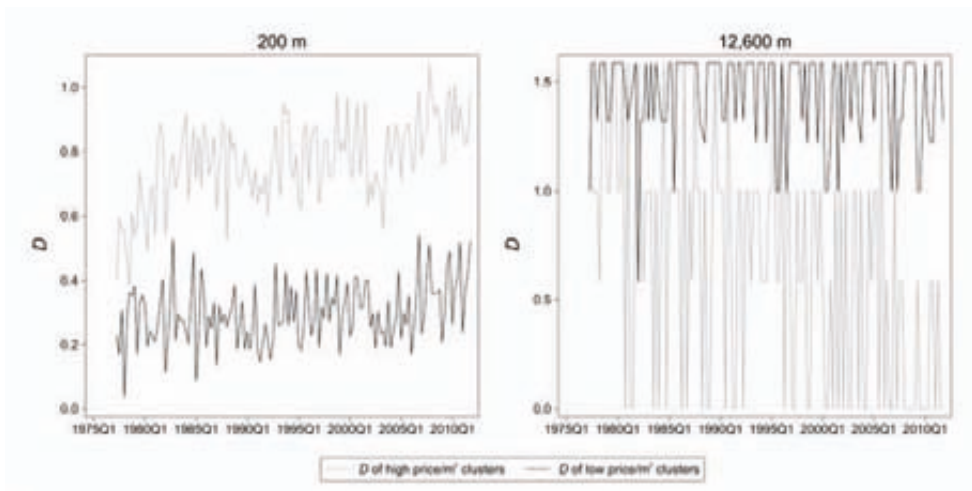 200 m
12,600 m
1.0
0.8
0.6
0.4
0.2
0.0
D
1.5
1.0
0.5
0.0
D
1975Q1 1980Q1 1985Q1 1990Q1 1995Q1 2000Q1 2005Q1 2010Q1
1975Q1 1980Q1 1985Q1 1990Q1 1995Q1 2000Q1 2005Q1 2010Q1
D of high price/m² clusters D of low price/m² clusters